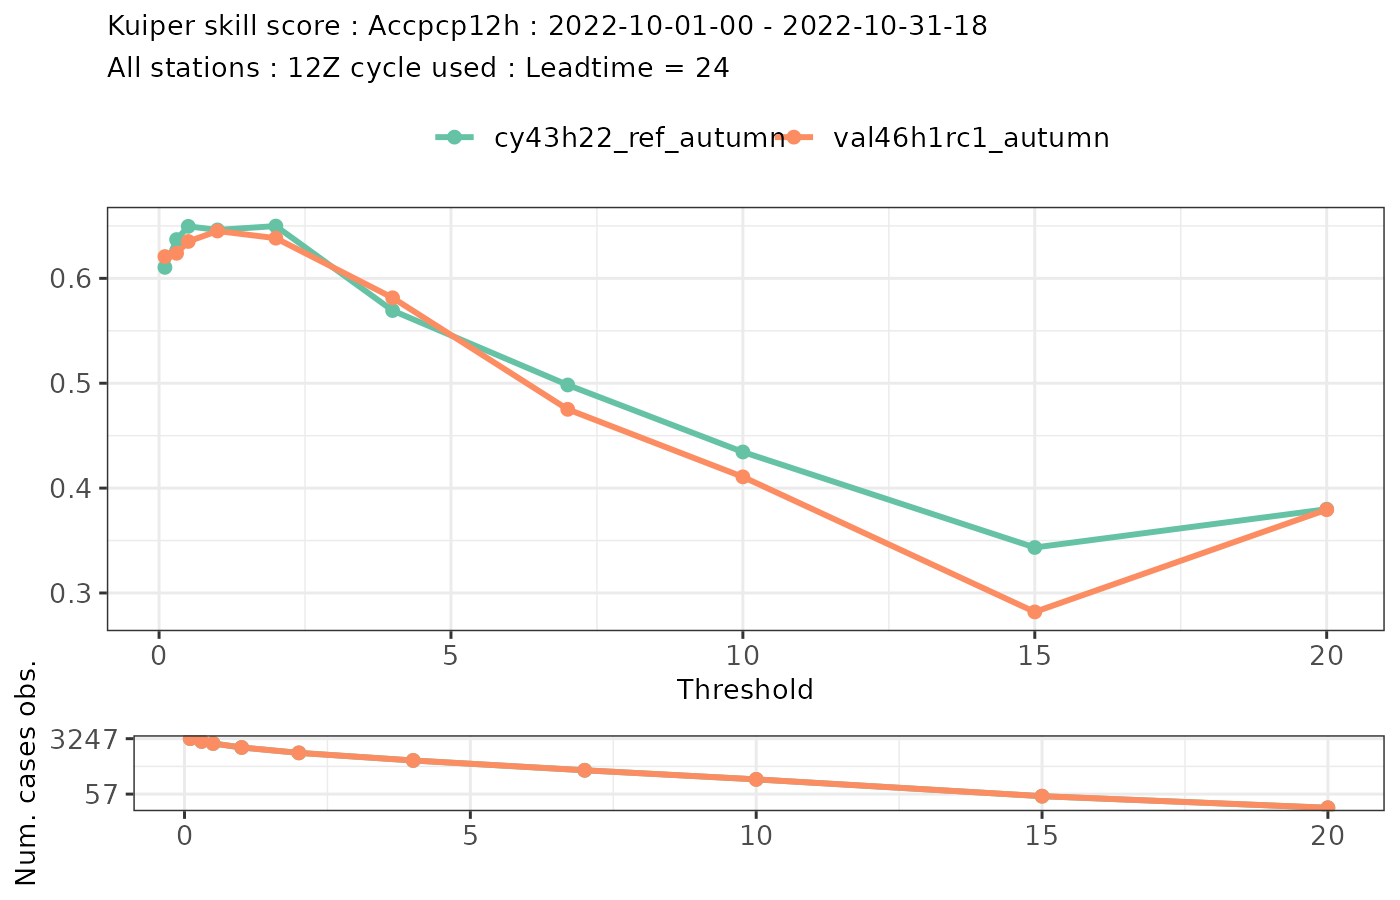 Kuiper skill score : Accpcp12h : 2022-10-01-00 - 2022-10-31-18
All stations : 12Z cycle used : Leadtime = 24
cy43h22_ref_autumn val46h1rc1_autumn
0.6
0.5
0.4
0.3
0 5 10 15 20
Threshold
Num. cases obs.
3247
57
0 5 10 15 20